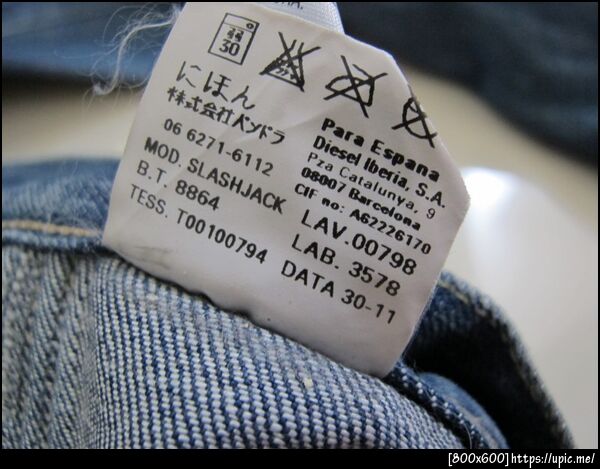 弱
30
にほん
株式会社パンドラ
06 6271-6112
MOD. SLASHJACK
B.T. 8864
TESS. T00100794
Para Espana
Diesel Iberia, S.A.
Pza Catalunya, 9
08007 Barcelona
CIF no: A62226170
LAV. 00798
LAB. 3578
DATA 30-11
[800x600]https://upic.me/